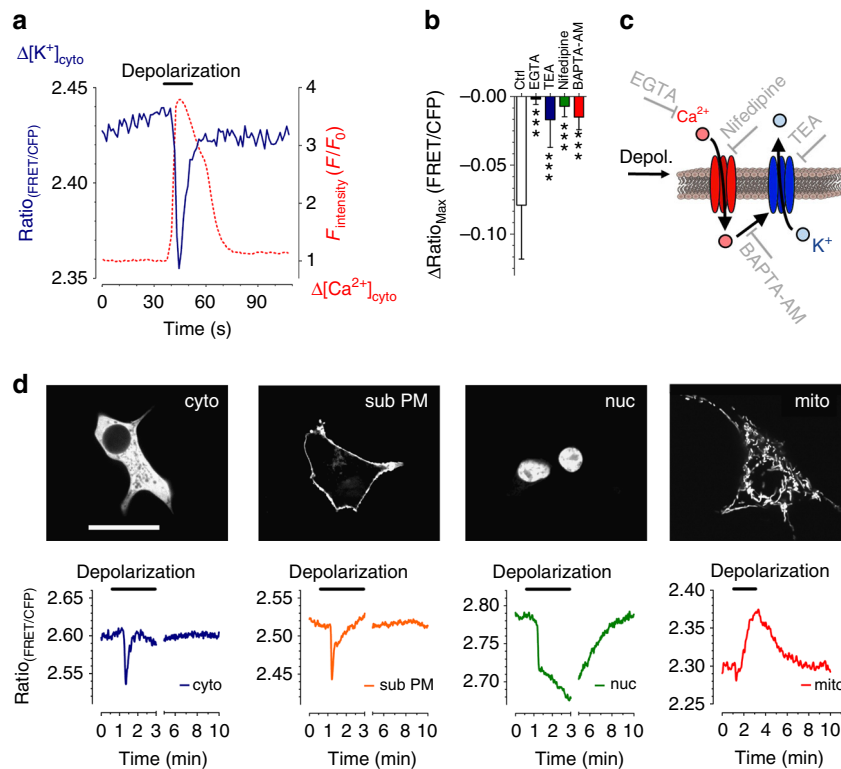 a
Δ[K⁺]cyto
Depolarization
2.45
2.40
2.35
Ratio(FRET/CFP)
4
3
2
1
Fintensity (F/F0)
0
30
60
90
Δ[Ca²⁺]cyto
Time (s)
b
Ctrl
EGTA
TEA
Nifedipine
BAPTA-AM
–0.00
–0.05
–0.10
ΔRatioMax (FRET/CFP)
***
***
***
***
c
EGTA
Ca²⁺
Nifedipine
TEA
Depol.
BAPTA-AM
K⁺
d
cyto
sub PM
nuc
mito
Ratio(FRET/CFP)
Depolarization
2.65
2.60
2.55
cyto
0 1 2 3 6 8 10
Time (min)
Depolarization
2.55
2.50
2.45
sub PM
0 1 2 3 6 8 10
Time (min)
Depolarization
2.80
2.75
2.70
nuc
0 1 2 3 6 8 10
Time (min)
Depolarization
2.40
2.35
2.30
2.25
mito
0 2 4 6 8 10
Time (min)